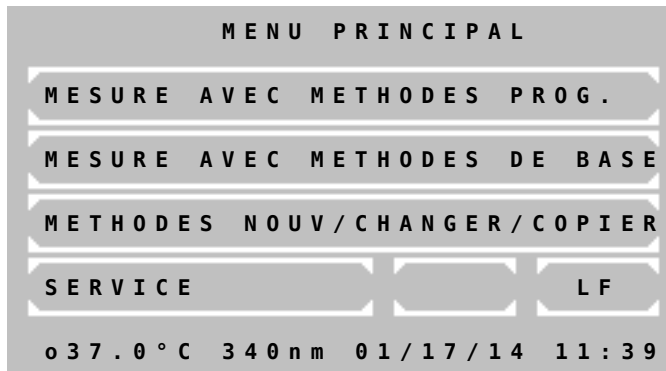 MENU PRINCIPAL
MESURE AVEC METHODES PROG.
MESURE AVEC METHODES DE BASE
METHODES NOUV/CHANGER/COPIER
SERVICE LF
o37.0°C 340nm 01/17/14 11:39